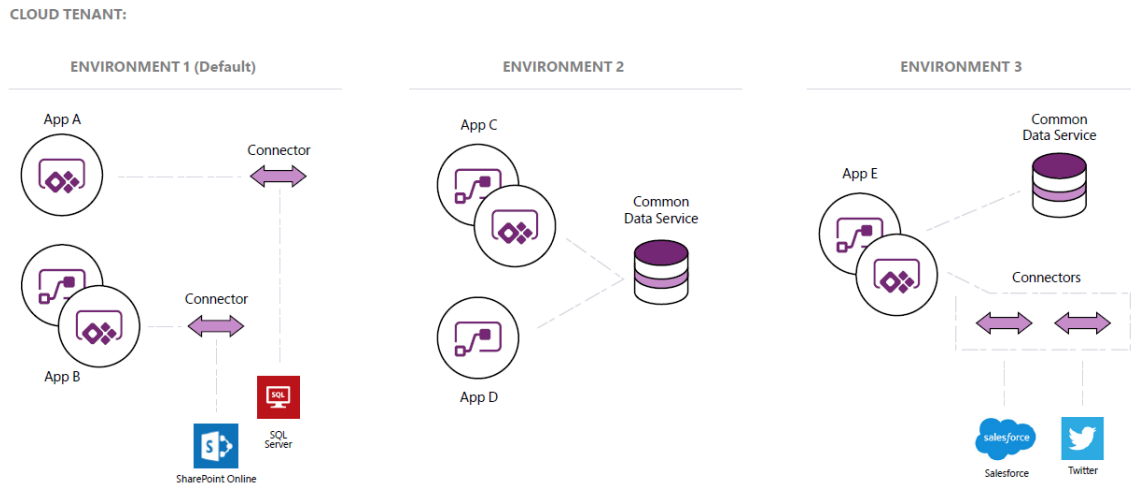 CLOUD TENANT:
ENVIRONMENT 1 (Default)
App A
Connector
App B
Connector
SQL
SQL
Server
S
SharePoint Online
ENVIRONMENT 2
App C
Common
Data Service
App D
ENVIRONMENT 3
Common
Data Service
App E
Connectors
salesforce
Salesforce
Twitter